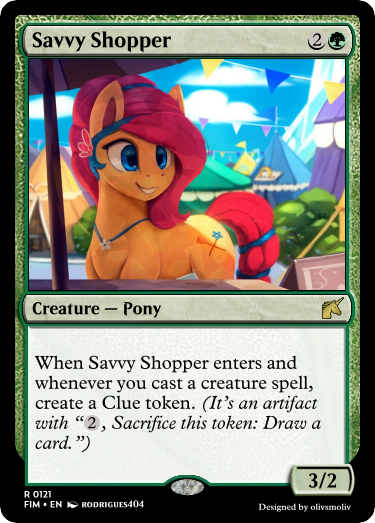 Savvy Shopper 2
Creature — Pony
When Savvy Shopper enters and
whenever you cast a creature spell,
create a Clue token. (It's an artifact
with “2, Sacrifice this token: Draw a
card.”)
3/2
R 0121
FIM • EN RODRIGUES404
Designed by olivsmoliv